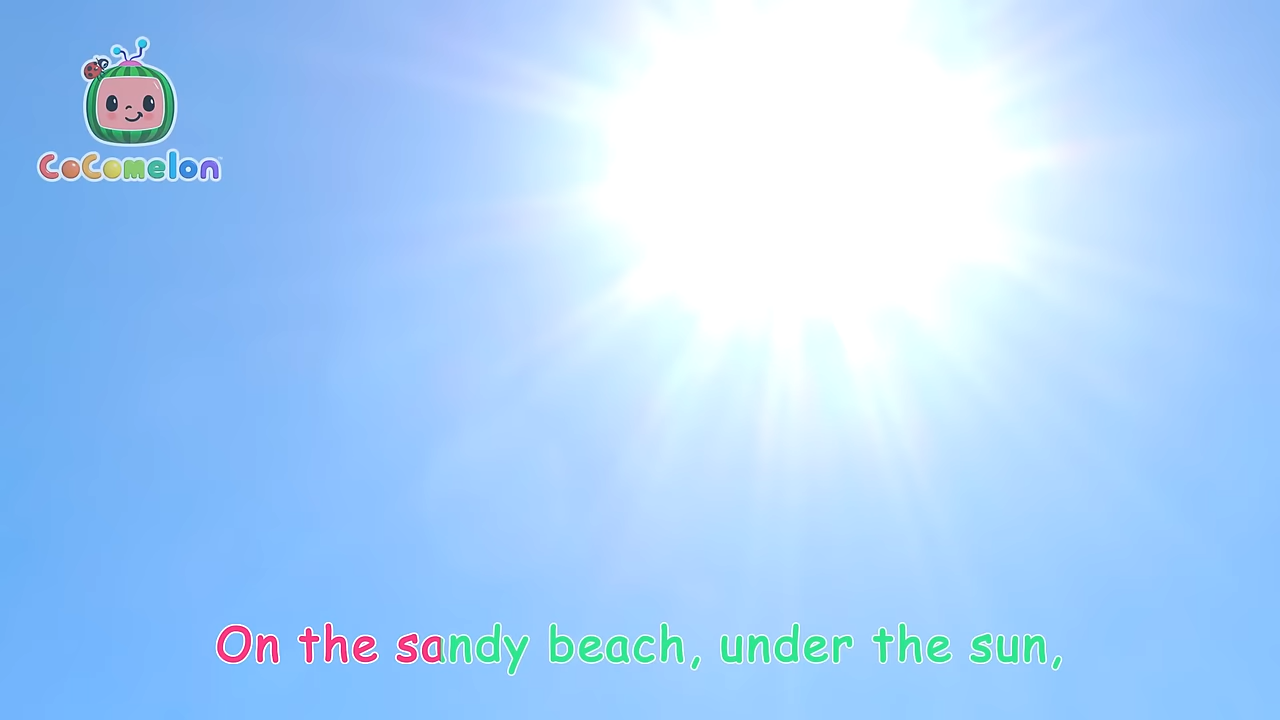 CoComelon
On the sandy beach, under the sun,